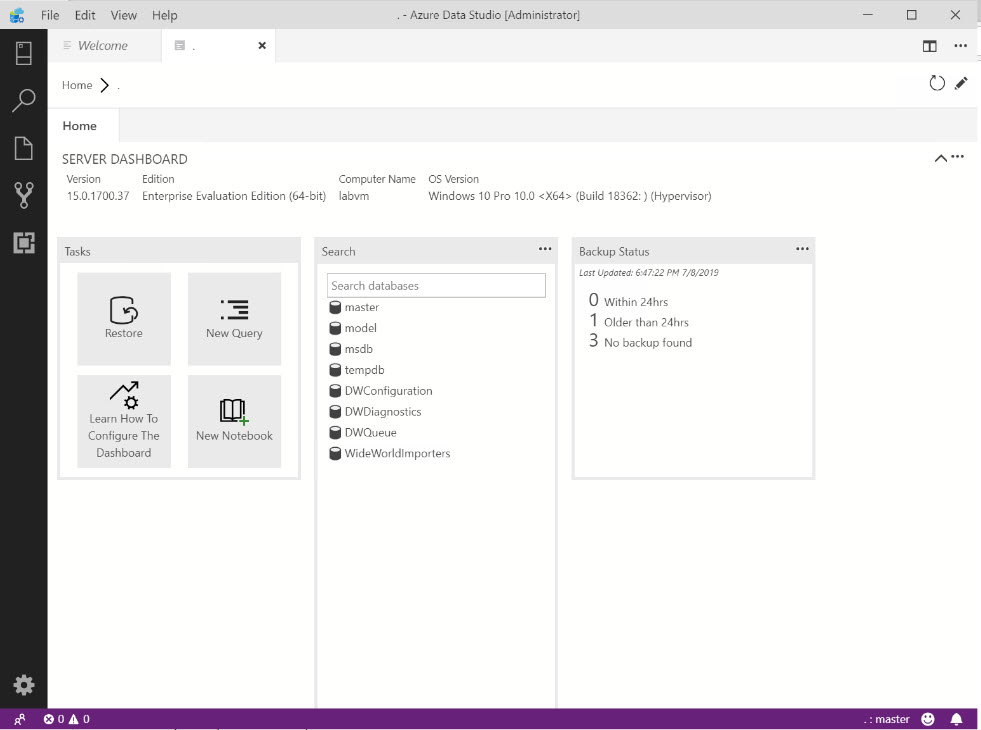 File Edit View Help . - Azure Data Studio [Administrator]
Welcome .
Home .
Home
SERVER DASHBOARD
Version Edition Computer Name OS Version
15.0.1700.37 Enterprise Evaluation Edition (64-bit) labvm Windows 10 Pro 10.0 <X64> (Build 18362: ) (Hypervisor)
Tasks
Restore
New Query
Learn How To
Configure The
Dashboard
New Notebook
Search
Search databases
master
model
msdb
tempdb
DWConfiguration
DWDiagnostics
DWQueue
WideWorldImporters
Backup Status
Last Updated: 6:47:22 PM 7/8/2019
0 Within 24hrs
1 Older than 24hrs
3 No backup found
0 0 . : master